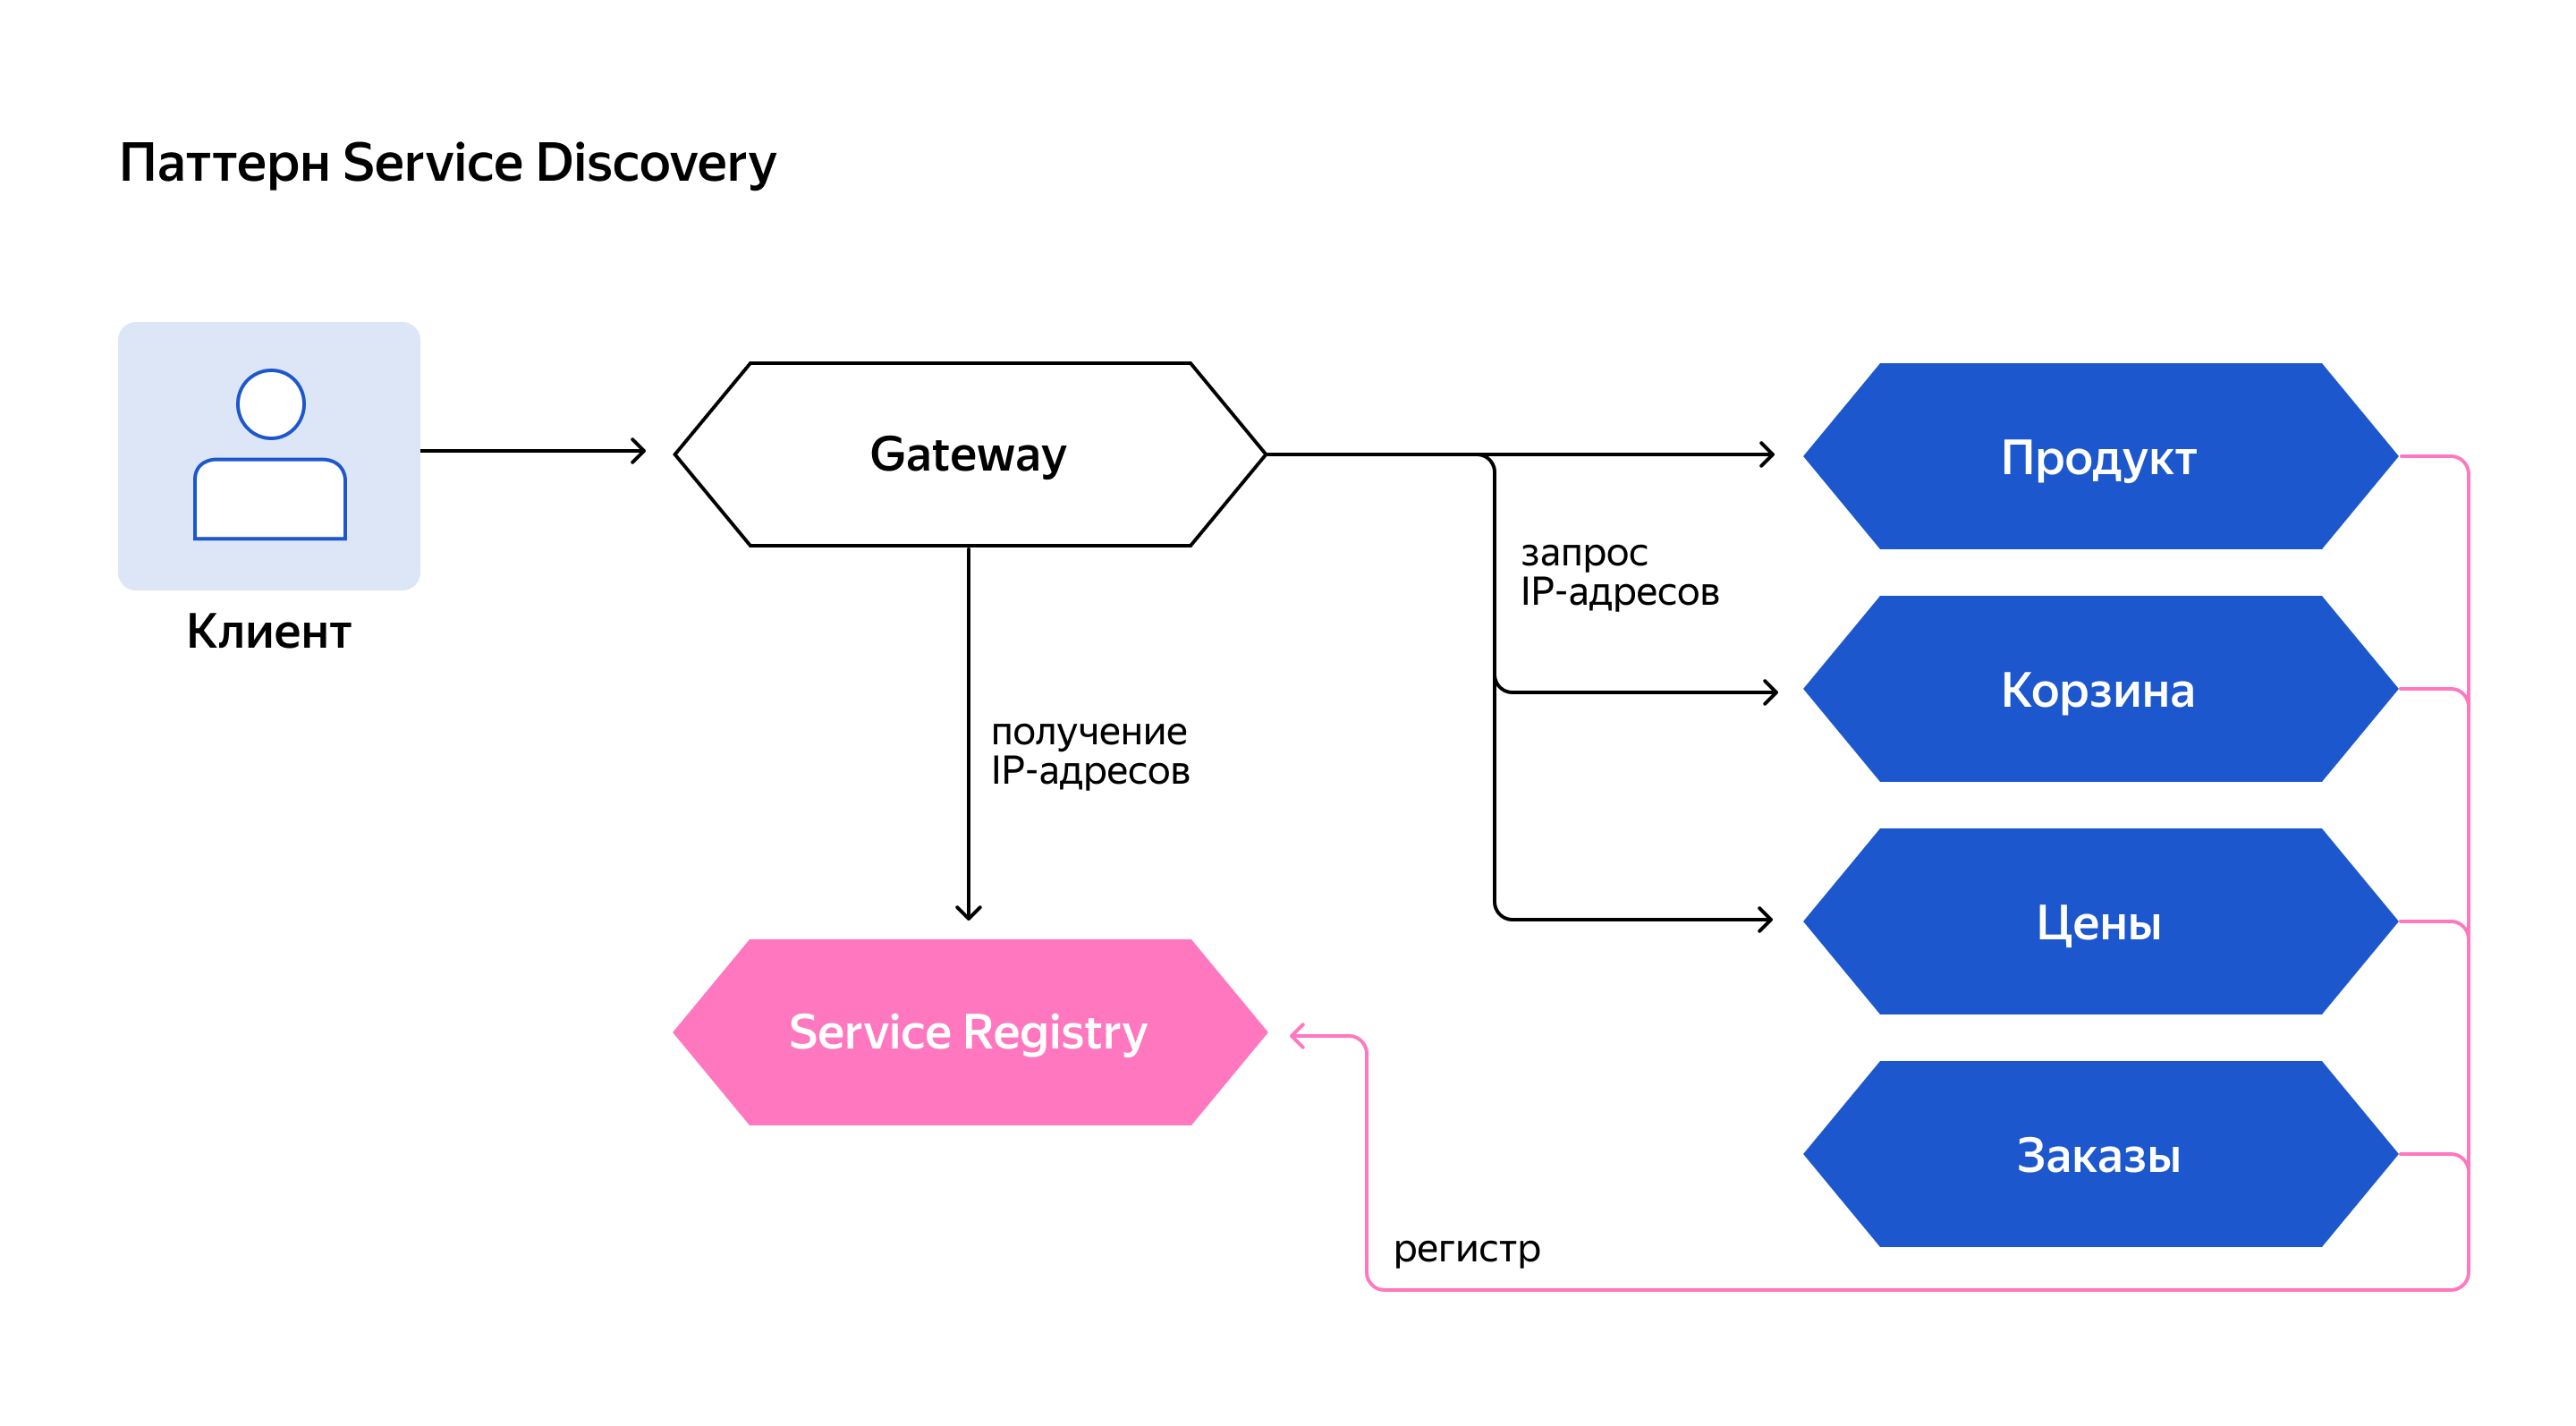 Паттерн Service Discovery
Клиент
Gateway
Продукт
запрос
IP-адресов
Корзина
получение
IP-адресов
Цены
Service Registry
Заказы
регистр